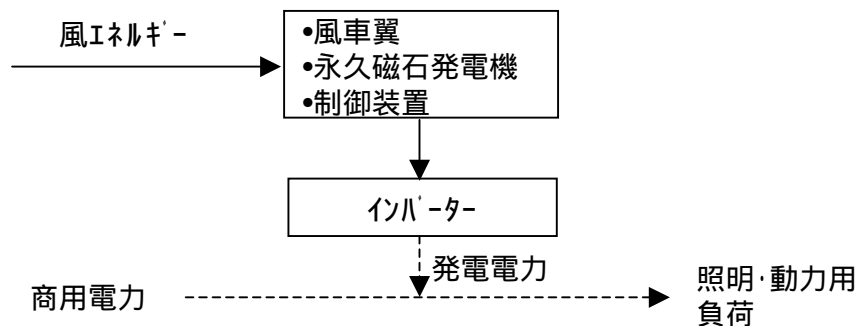 風ｴﾈﾙｷﾞｰ
•風車翼
•永久磁石発電機
•制御装置
ｲﾝﾊﾞｰﾀｰ
発電電力
商用電力
照明･動力用
負荷